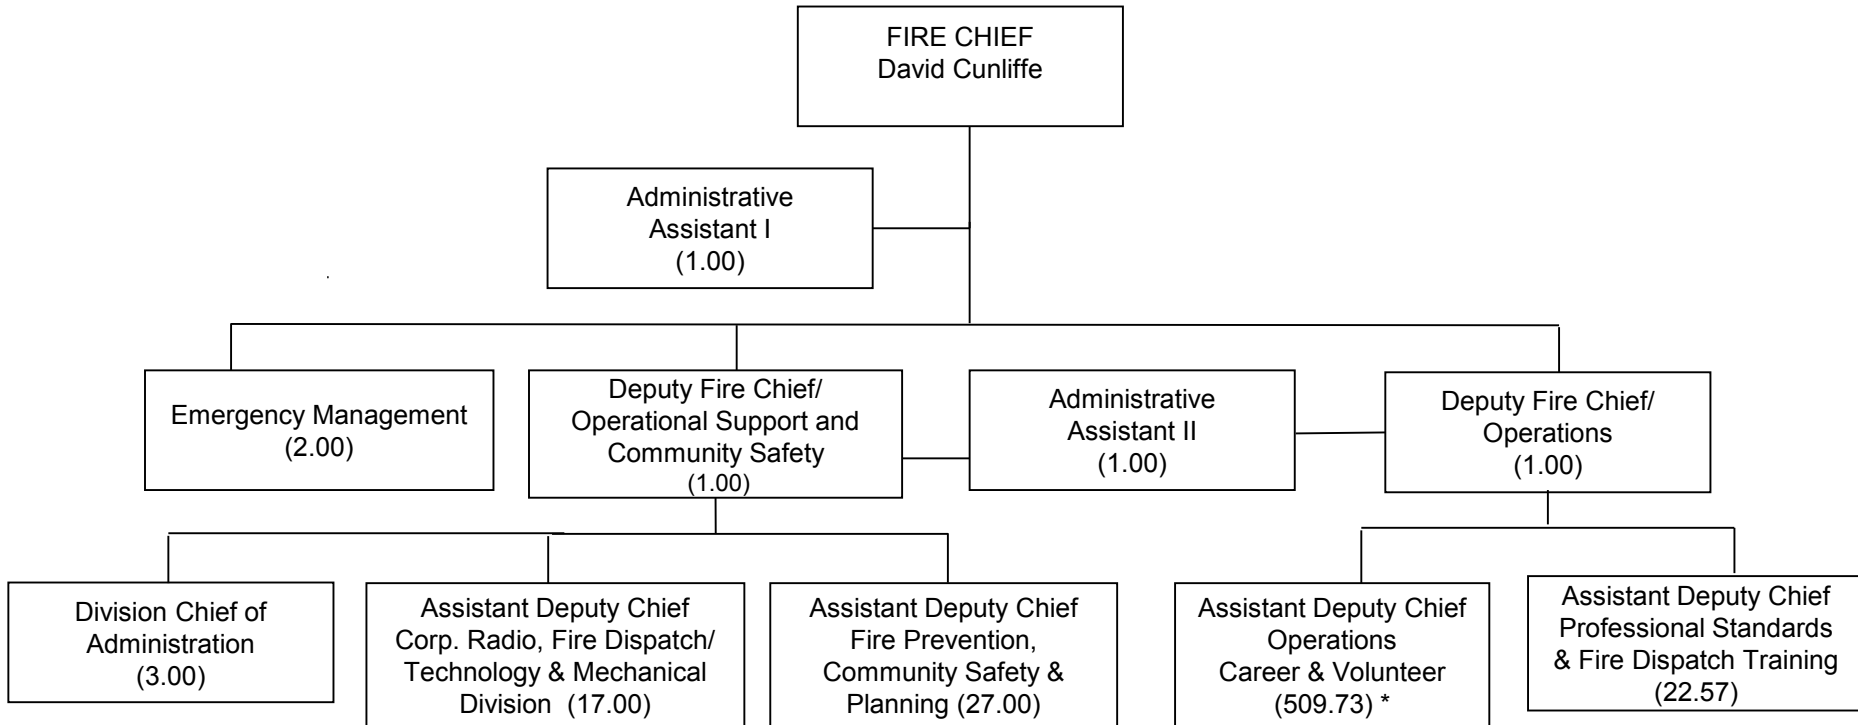 FIRE CHIEF
David Cunliffe
Administrative
Assistant I
(1.00)
Emergency Management
(2.00)
Deputy Fire Chief/
Operational Support and
Community Safety
(1.00)
Administrative
Assistant II
(1.00)
Deputy Fire Chief/
Operations
(1.00)
Division Chief of
Administration
(3.00)
Assistant Deputy Chief
Corp. Radio, Fire Dispatch/
Technology & Mechanical
Division (17.00)
Assistant Deputy Chief
Fire Prevention,
Community Safety &
Planning (27.00)
Assistant Deputy Chief
Operations
Career & Volunteer
(509.73) *
Assistant Deputy Chief
Professional Standards
& Fire Dispatch Training
(22.57)